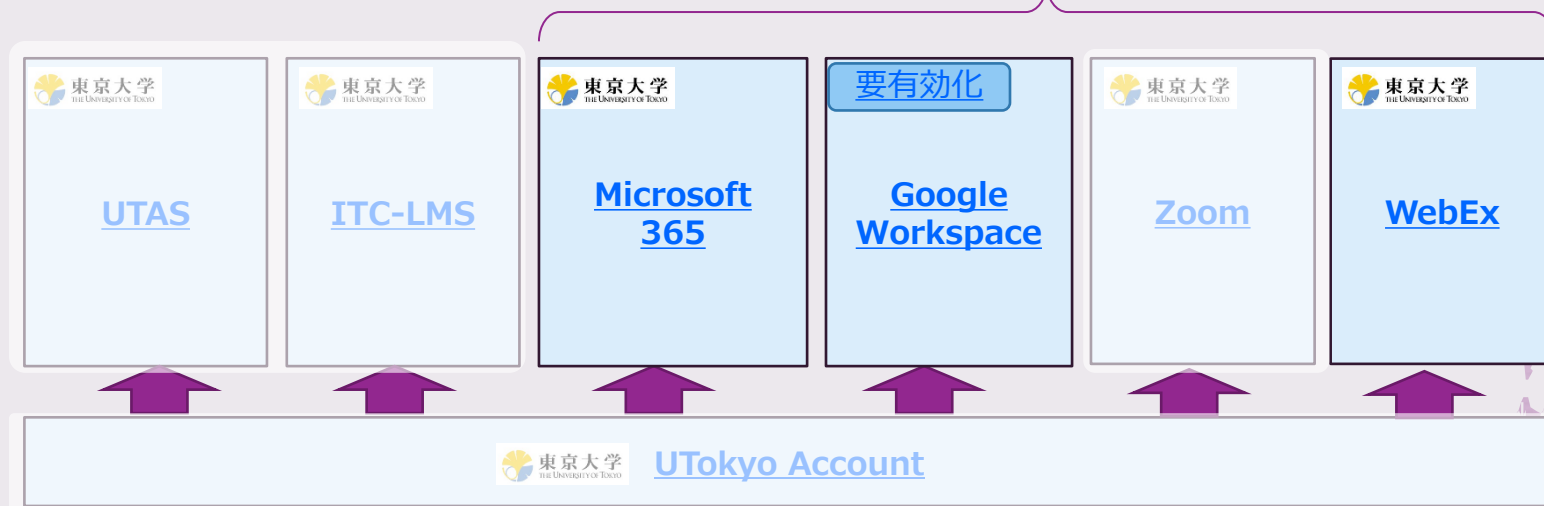 東京大学
THE UNIVERSITY OF TOKYO
UTAS
東京大学
THE UNIVERSITY OF TOKYO
ITC-LMS
東京大学
THE UNIVERSITY OF TOKYO
Microsoft
365
要有効化
Google
Workspace
東京大学
THE UNIVERSITY OF TOKYO
Zoom
東京大学
THE UNIVERSITY OF TOKYO
WebEx
東京大学
THE UNIVERSITY OF TOKYO
UTokyo Account